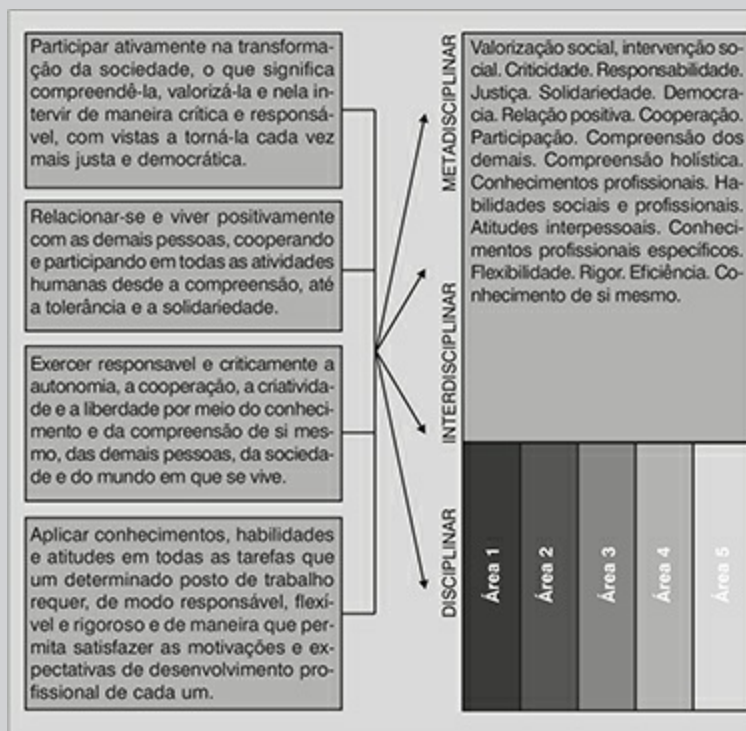 Participar ativamente na transforma-
ção da sociedade, o que significa
compreendê-la, valorizá-la e nela in-
tervir de maneira crítica e responsá-
vel, com vistas a torná-la cada vez
mais justa e democrática.
Relacionar-se e viver positivamente
com as demais pessoas, cooperando
e participando em todas as atividades
humanas desde a compreensão, até
a tolerância e a solidariedade.
Exercer responsavel e criticamente a
autonomia, a cooperação, a criativida-
de e a liberdade por meio do conheci-
mento e da compreensão de si mes-
mo, das demais pessoas, da socieda-
de e do mundo em que se vive.
Aplicar conhecimentos, habilidades
e atitudes em todas as tarefas que
um determinado posto de trabalho
requer, de modo responsável, flexí-
vel e rigoroso e de maneira que per-
mita satisfazer as motivações e ex-
pectativas de desenvolvimento pro-
fissional de cada um.
METADISCIPLINAR
INTERDISCIPLINAR
DISCIPLINAR
Valorização social, intervenção so-
cial. Criticidade. Responsabilidade.
Justiça. Solidariedade. Democra-
cia. Relação positiva. Cooperação.
Participação. Compreensão dos
demais. Compreensão holística.
Conhecimentos profissionais. Ha-
bilidades sociais e profissionais.
Atitudes interpessoais. Conheci-
mentos profissionais específicos.
Flexibilidade. Rigor. Eficiência. Co-
nhecimento de si mesmo.
Área 1
Área 2
Área 3
Área 4
Área 5